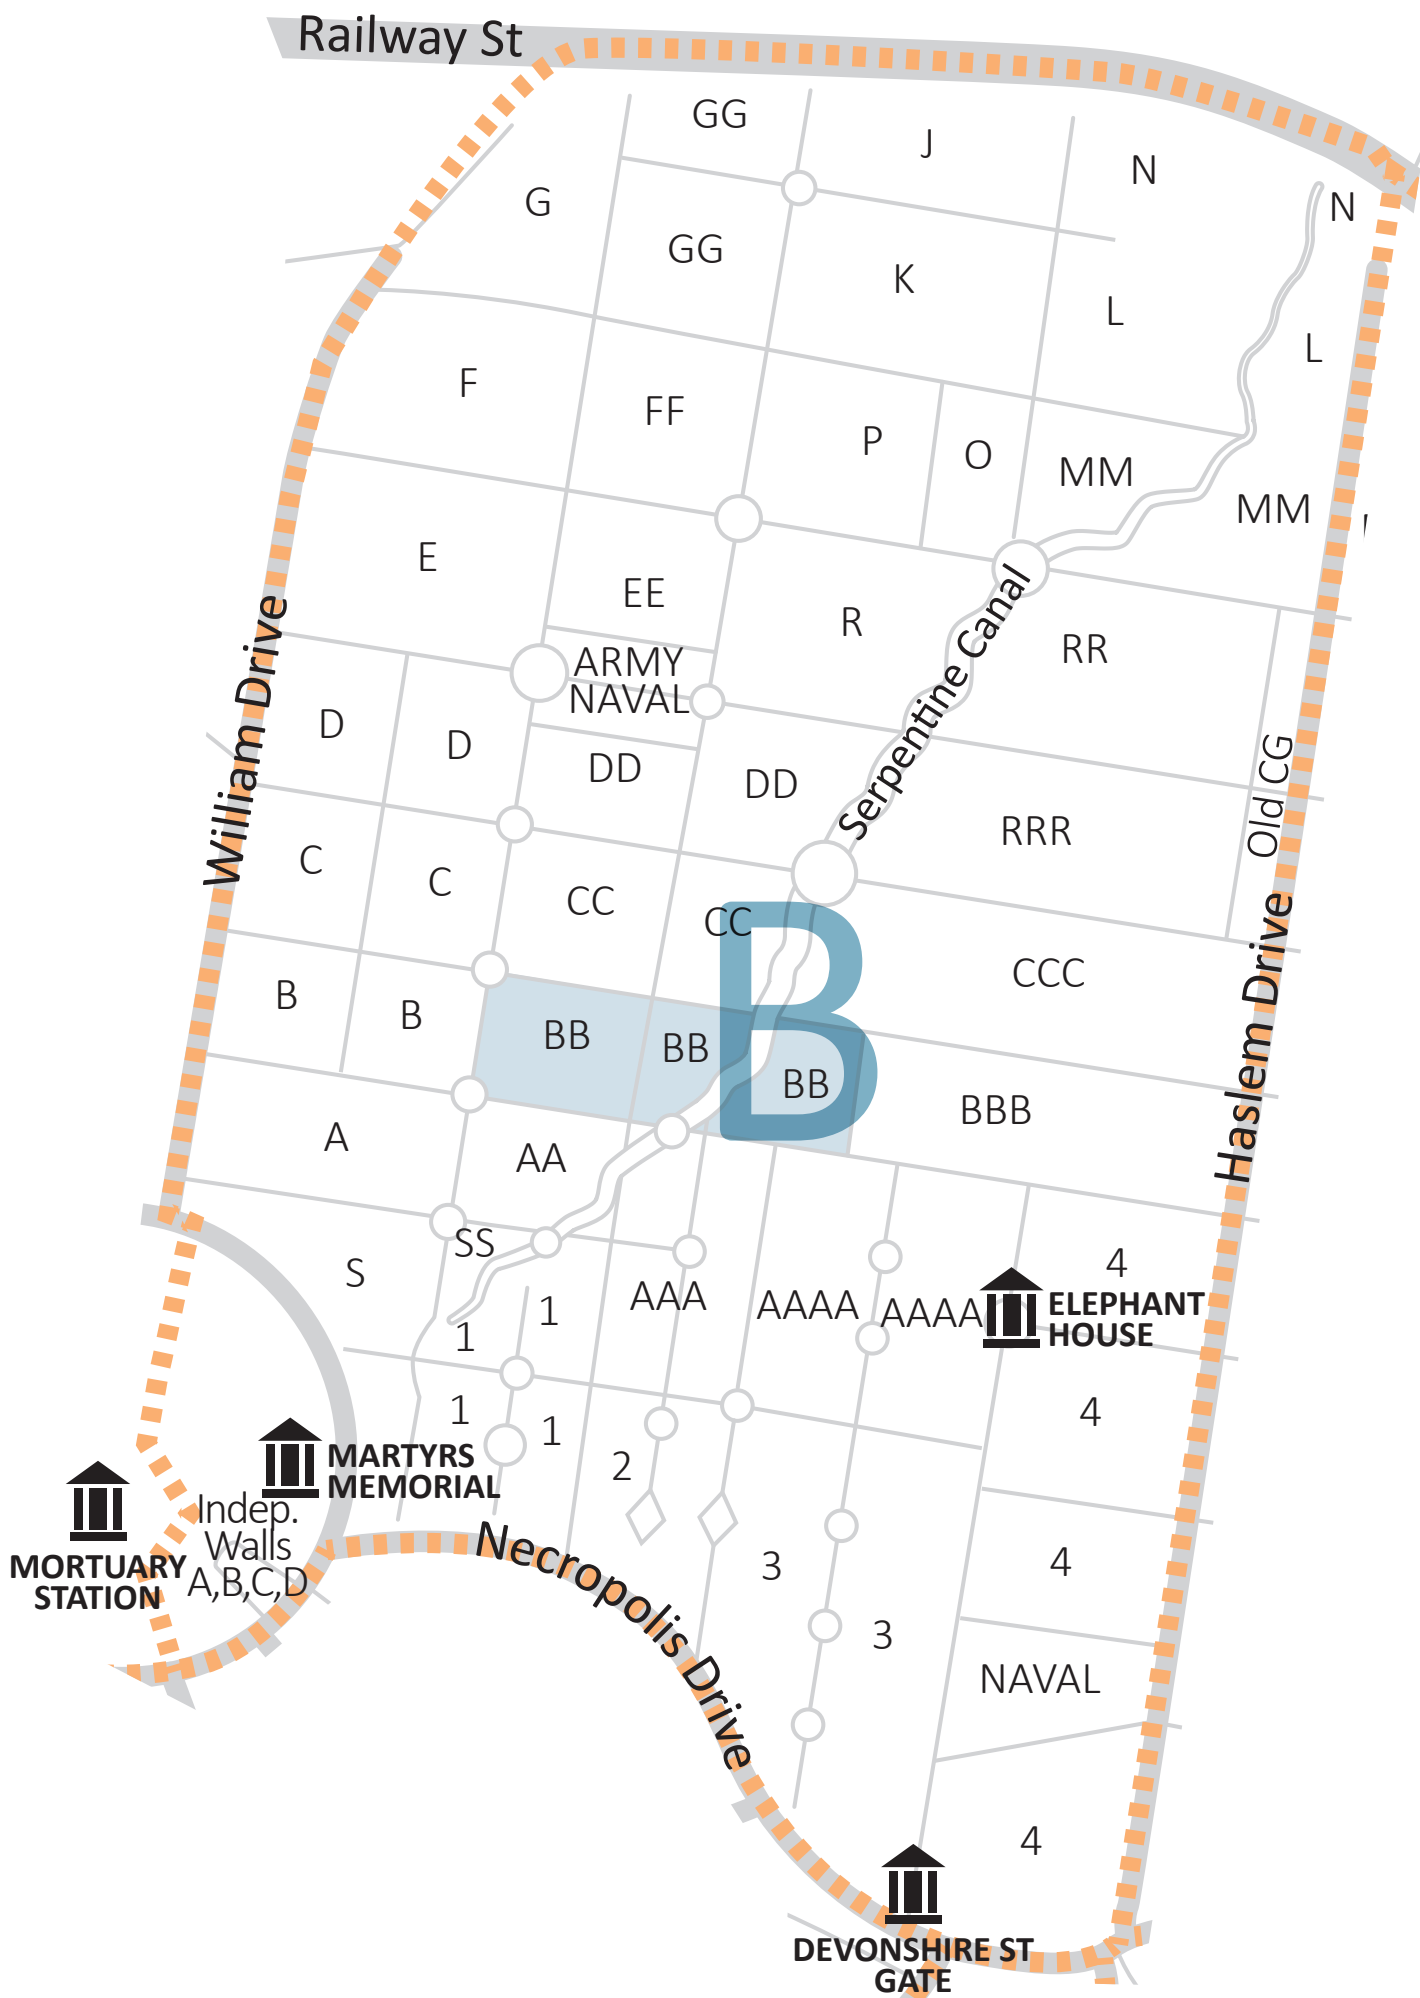 Railway St
GG
J
N
N
G
GG
K
L
L
F
FF
P
O
MM
MM
E
EE
R
RR
ARMY
NAVAL
William Drive
D
D
DD
DD
Serpentine Canal
RRR
Old CG
C
C
CC
CC
B
CCC
Haslem Drive
B
B
BB
BB
BB
BBB
A
AA
S
SS
1
1
AAA
AAAA
AAAA
4
ELEPHANT
HOUSE
1
1
2
4
MARTYRS
MEMORIAL
Indep.
Walls
A,B,C,D
MORTUARY
STATION
Necropolis Drive
3
4
3
NAVAL
4
DEVONSHIRE ST
GATE